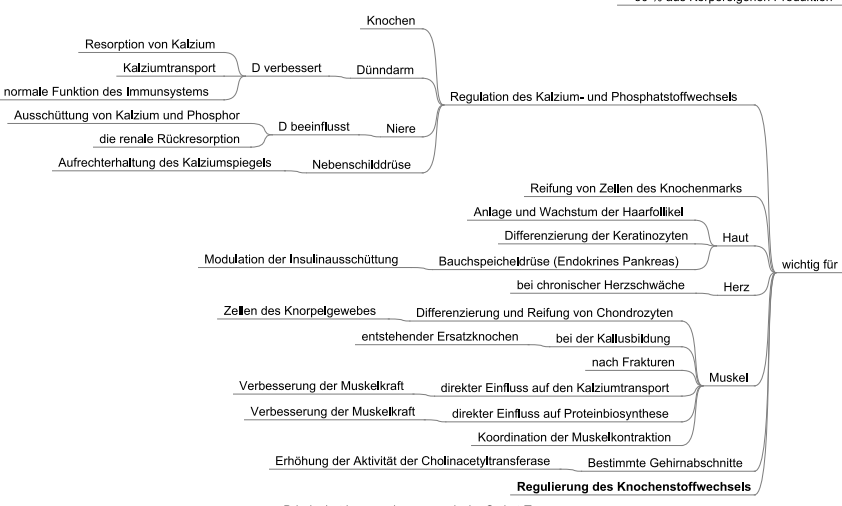 Knochen
Resorption von Kalzium
Kalziumtransport
D verbessert
Dünndarm
normale Funktion des Immunsystems
Regulation des Kalzium- und Phosphatstoffwechsels
Ausschüttung von Kalzium und Phosphor
D beeinflusst
Niere
die renale Rückresorption
Aufrechterhaltung des Kalziumspiegels
Nebenschilddrüse
Reifung von Zellen des Knochenmarks
Anlage und Wachstum der Haarfollikel
Differenzierung der Keratinozyten
Haut
Modulation der Insulinausschüttung
Bauchspeicheldrüse (Endokrines Pankreas)
wichtig für
bei chronischer Herzschwäche
Herz
Zellen des Knorpelgewebes
Differenzierung und Reifung von Chondrozyten
entstehender Ersatzknochen
bei der Kallusbildung
nach Frakturen
Muskel
Verbesserung der Muskelkraft
direkter Einfluss auf den Kalziumtransport
Verbesserung der Muskelkraft
direkter Einfluss auf Proteinbiosynthese
Koordination der Muskelkontraktion
Erhöhung der Aktivität der Cholinacetyltransferase
Bestimmte Gehirnabschnitte
Regulierung des Knochenstoffwechsels